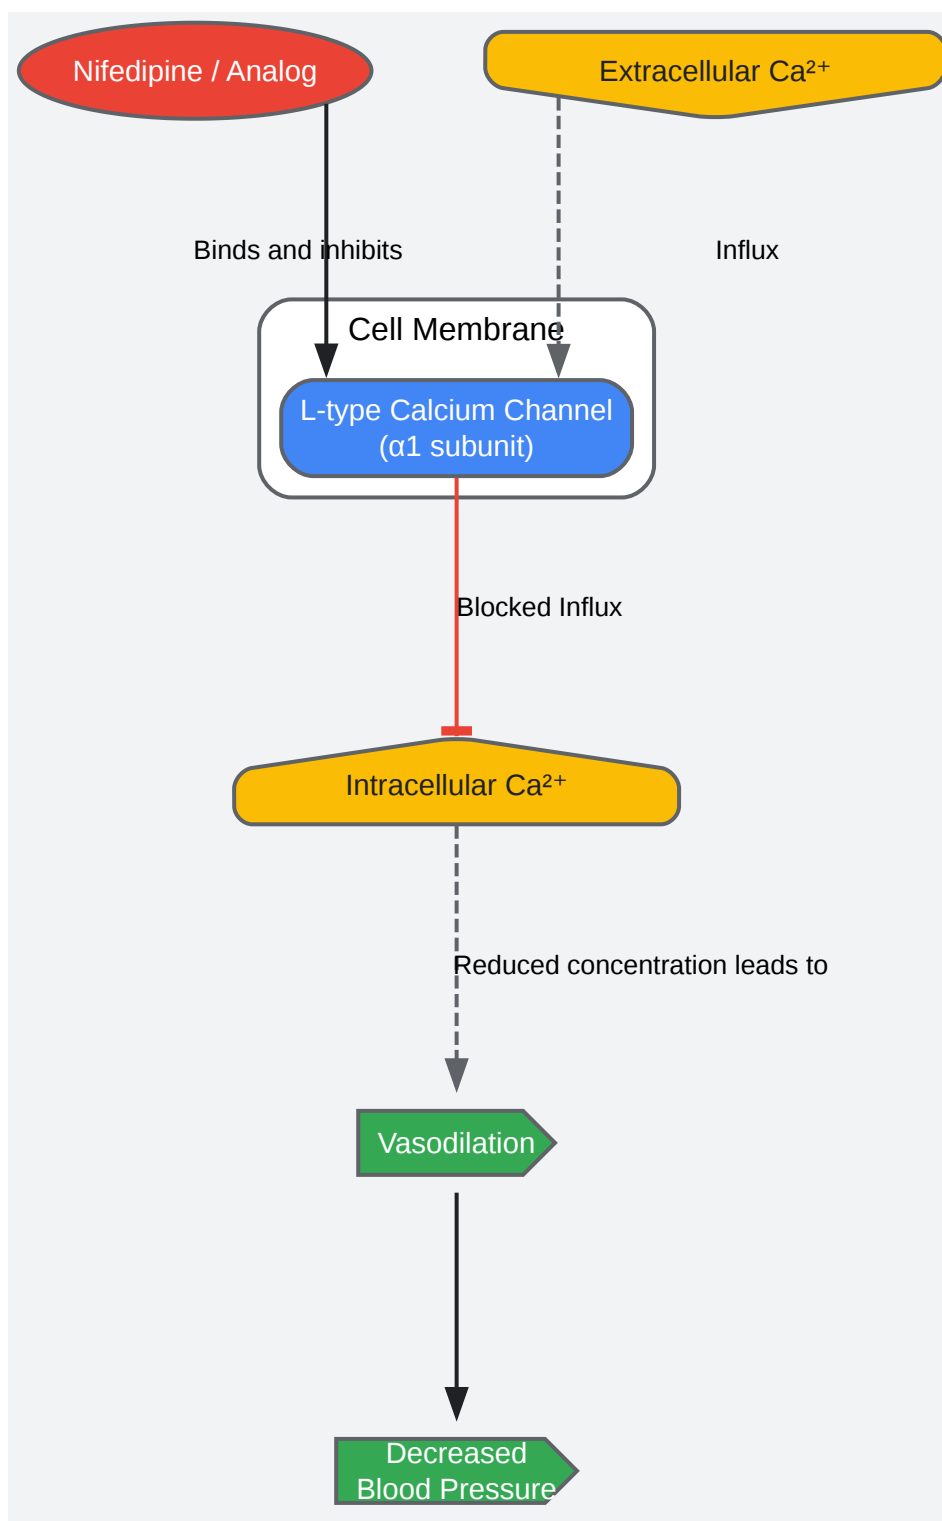 Nifedipine / Analog
Extracellular Ca²⁺
Binds and inhibits
Influx
Cell Membrane
L-type Calcium Channel
(α1 subunit)
Blocked Influx
Intracellular Ca²⁺
Reduced concentration leads to
Vasodilation
Decreased
Blood Pressure